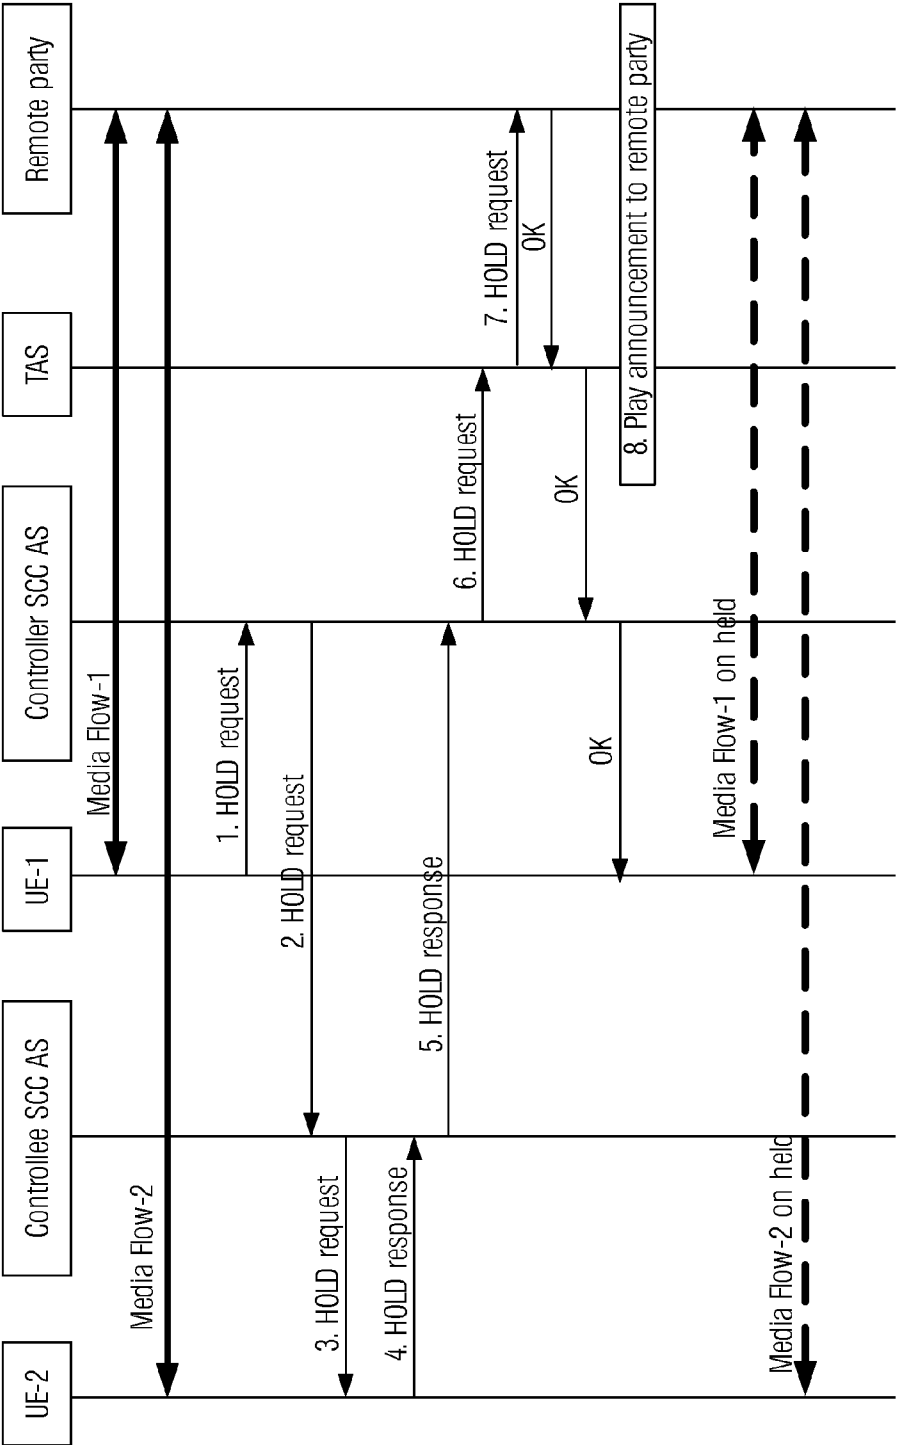 UE-2
Controllee SCC AS
UE-1
Controller SCC AS
TAS
Remote party
Media Flow-1
Media Flow-2
1. HOLD request
2. HOLD request
3. HOLD request
4. HOLD response
5. HOLD response
6. HOLD request
7. HOLD request
OK
OK
OK
8. Play announcement to remote party
Media Flow-1 on held
Media Flow-2 on held